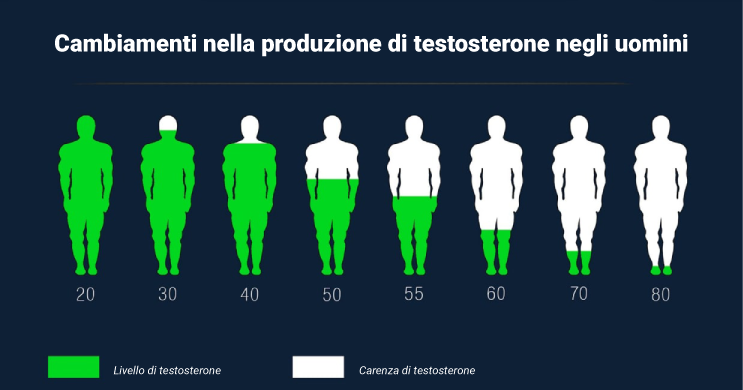 Cambiamenti nella produzione di testosterone negli uomini
20 30 40 50 55 60 70 80
Livello di testosterone Carenza di testosterone